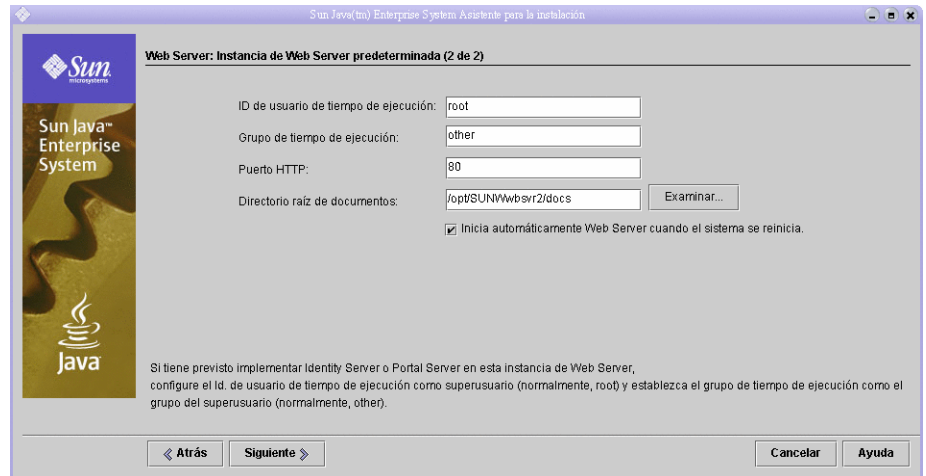 Sun Java(tm) Enterprise System Asistente para la instalación
Sun
microsystems
Sun Java™
Enterprise
System
Java
Web Server: Instancia de Web Server predeterminada (2 de 2)
ID de usuario de tiempo de ejecución: root
Grupo de tiempo de ejecución: other
Puerto HTTP: 80
Directorio raíz de documentos: /opt/SUNWwbsvr2/docs Examinar...
Inicia automáticamente Web Server cuando el sistema se reinicia.
Si tiene previsto implementar Identity Server o Portal Server en esta instancia de Web Server,
configure el Id. de usuario de tiempo de ejecución como superusuario (normalmente, root) y establezca el grupo de tiempo de ejecución como el
grupo del superusuario (normalmente, other).
Atrás Siguiente Cancelar Ayuda